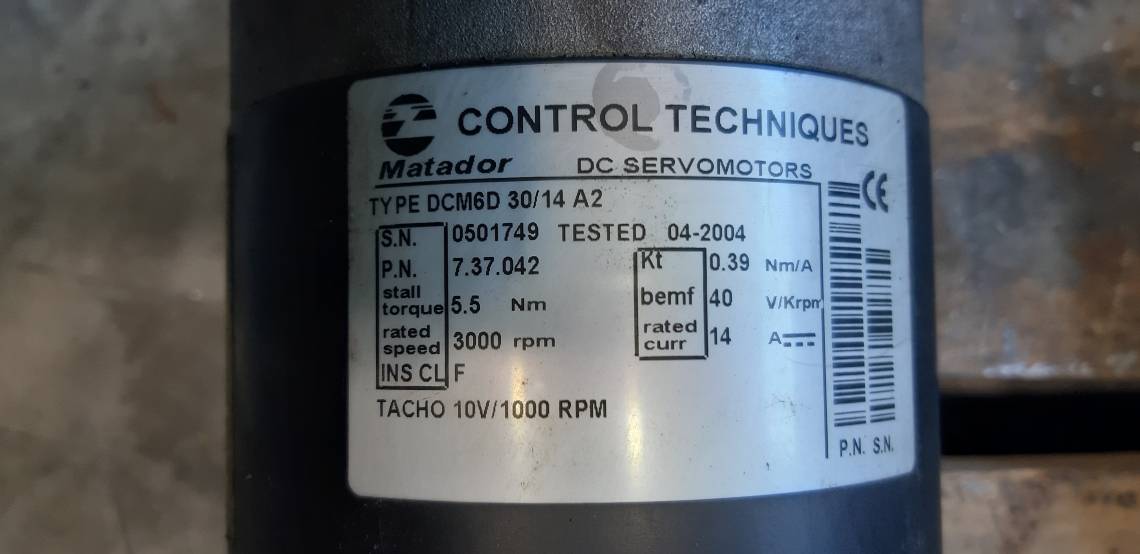 CONTROL TECHNIQUES
Matador DC SERVOMOTORS
TYPE DCM6D 30/14 A2
S.N. 0501749 TESTED 04-2004
P.N. 7.37.042 Kt 0.39 Nm/A
stall torque 5.5 Nm bemf 40 V/Krpm
rated speed 3000 rpm rated curr 14 A
INS CL F
TACHO 10V/1000 RPM
CE
P.N. S.N.